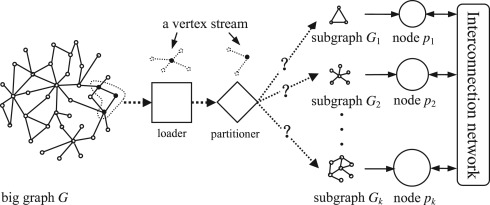 a vertex stream
subgraph G1
node p1
?
?
subgraph G2
node p2
?
loader
partitioner
big graph G
subgraph Gk
node pk
Interconnection network